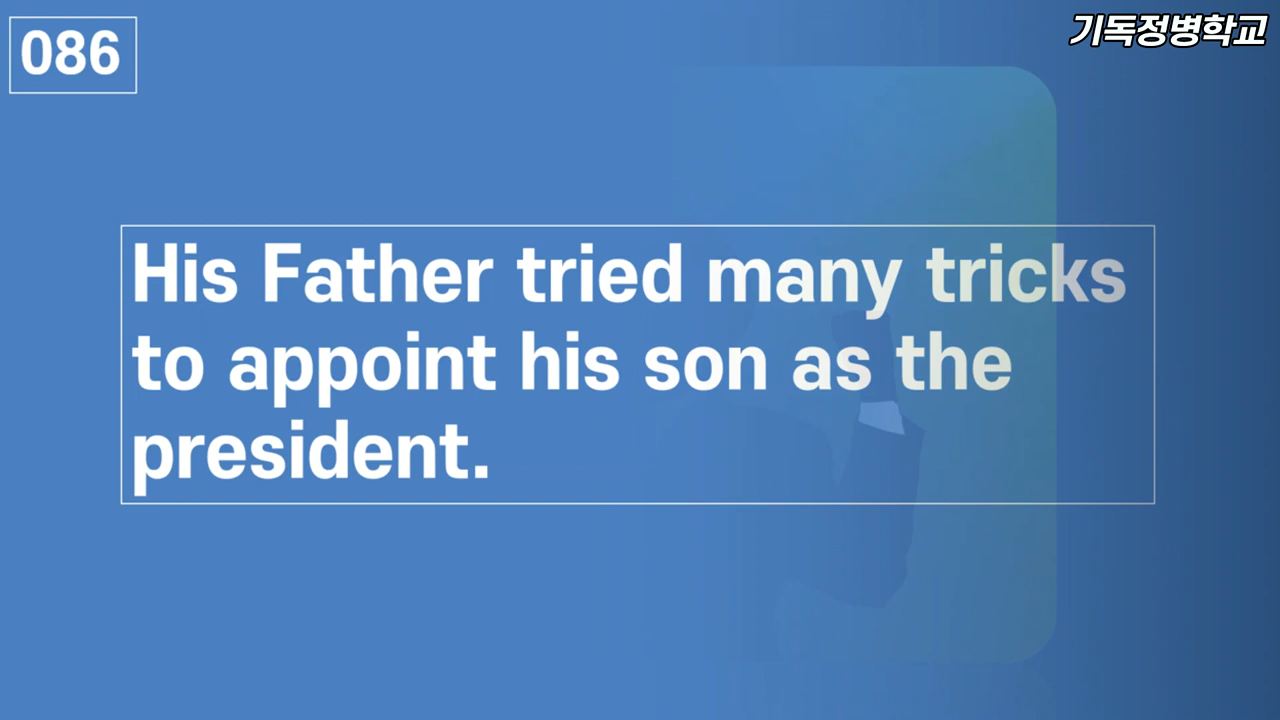 086
기독정병학교
His Father tried many tricks
to appoint his son as the
president.